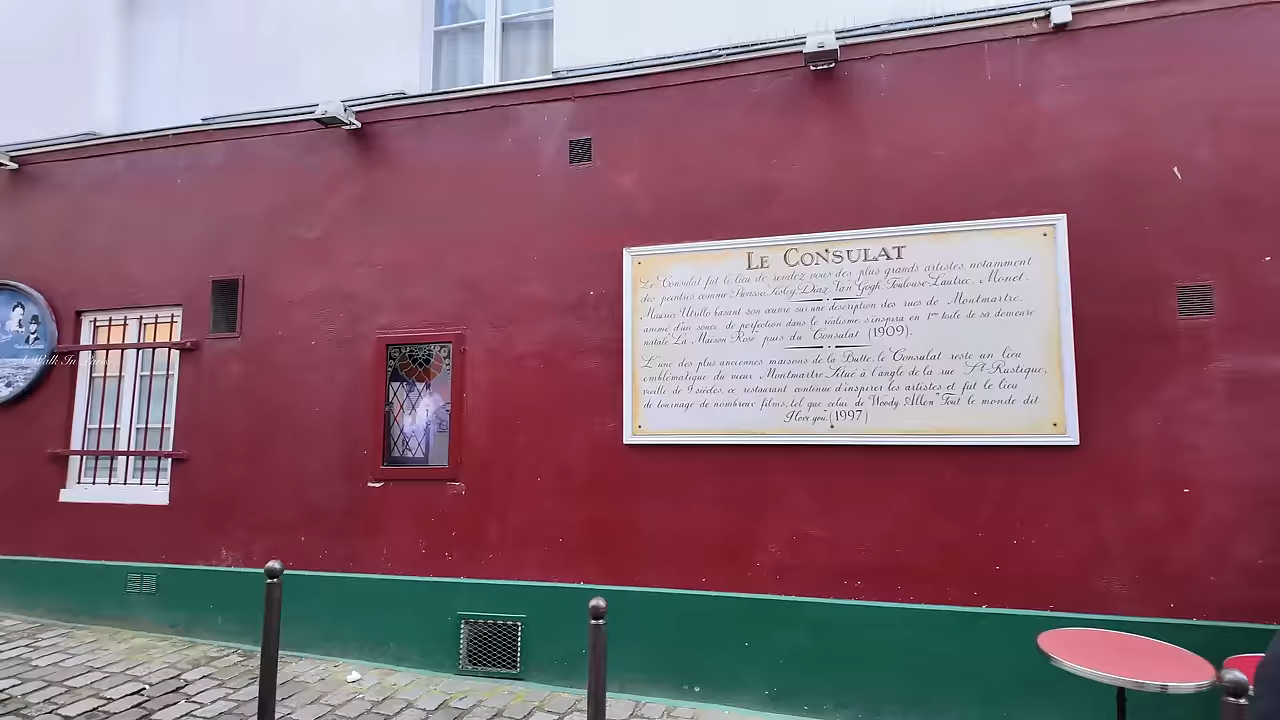 LE CONSULAT
Le Consulat fut le lieu de rendez-vous des plus grands artistes notamment
des peintres comme Picasso, Sisley, Diaz, Van Gogh, Toulouse-Lautrec, Monet.
Maurice Utrillo basant son œuvre sur une description des rues de Montmartre,
animé d'un souci de perfection dans le réalisme s'inspira en 1ère toile de sa demeure
natale "La Maison Rose" puis du "Consulat" (1909).
L'une des plus anciennes maisons de la Butte, le "Consulat" reste un lieu
emblématique du vieux Montmartre. Situé à l'angle de la rue St-Rustique,
vieille de 9 siècles, ce restaurant continue d'inspirer les artistes et fut le lieu
de tournage de nombreux films, tel que celui de "Woody Allen" Tout le monde dit
I love you" (1997)
A Walk In Paris